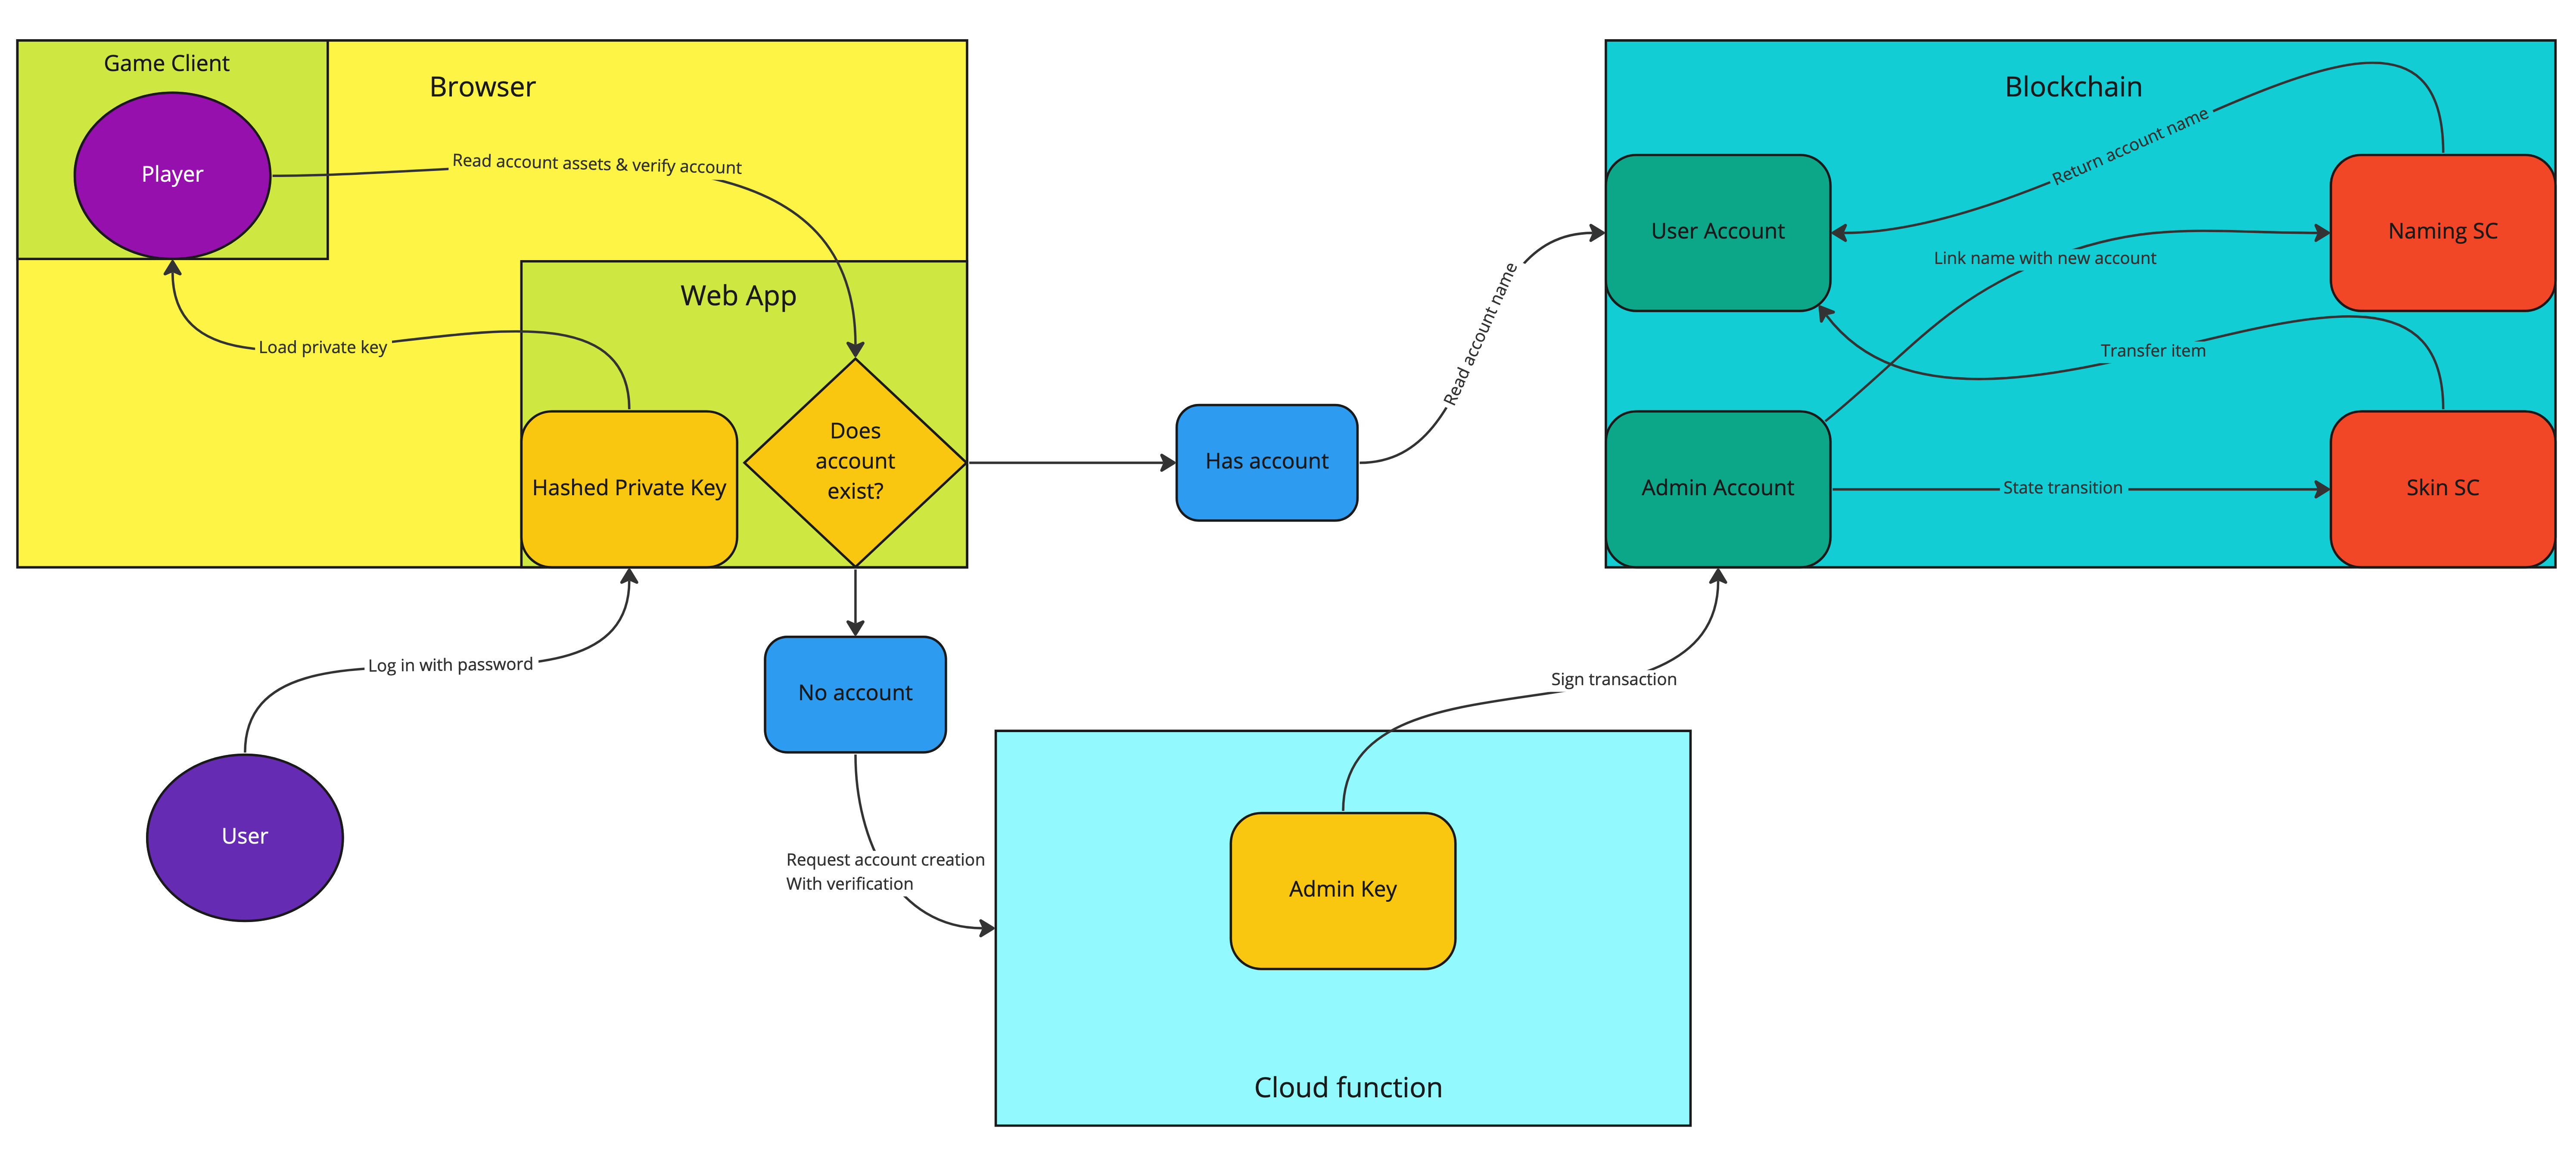 Game Client
Browser
Blockchain
Player
Read account assets & verify account
Return account name
User Account
Naming SC
Link name with new account
Web App
Load private key
Read account name
Transfer item
Does
account
exist?
Hashed Private Key
Has account
Admin Account
State transition
Skin SC
Log in with password
No account
Sign transaction
User
Request account creation
With verification
Admin Key
Cloud function